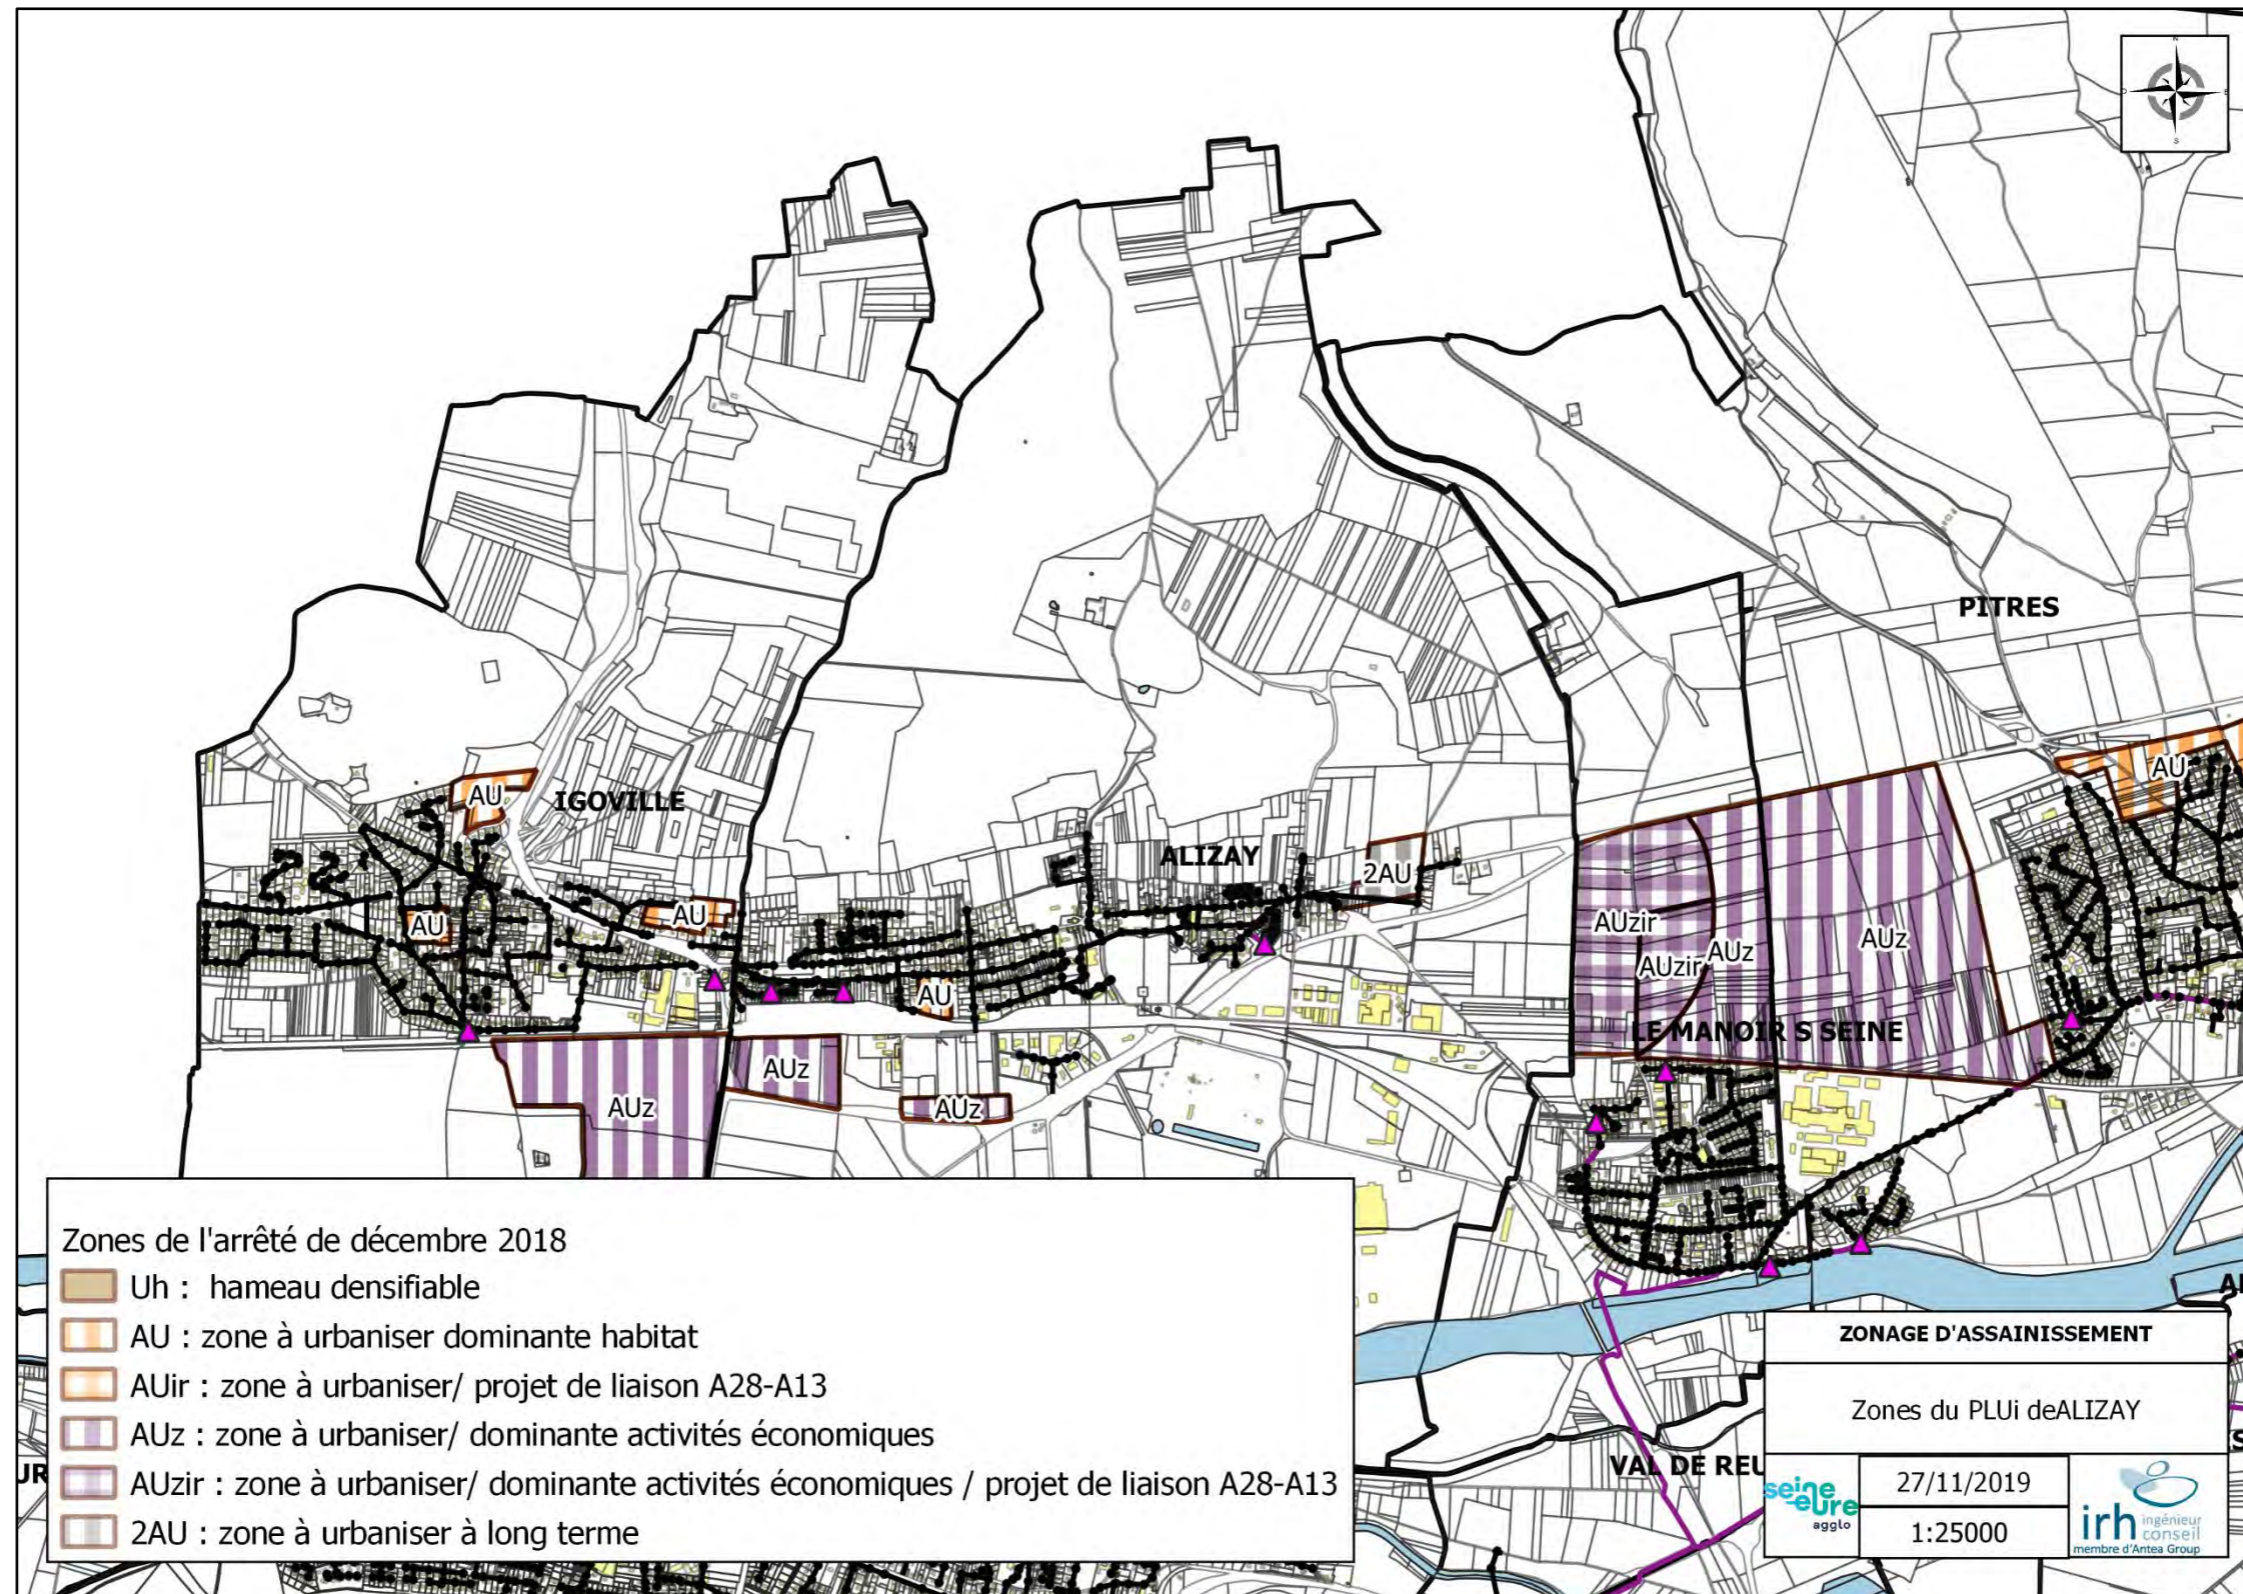 N
S
PITRES
AU
AU
IGOVILLE
ALIZAY
2AU
AU
AU
AUzir
AUz
AUz
AUzir
AU
LE MANOIR S SEINE
AUz
AUz
AUz
Zones de l'arrêté de décembre 2018
Uh : hameau densifiable
AU : zone à urbaniser dominante habitat
AUir : zone à urbaniser/ projet de liaison A28-A13
AUz : zone à urbaniser/ dominante activités économiques
AUzir : zone à urbaniser/ dominante activités économiques / projet de liaison A28-A13
2AU : zone à urbaniser à long terme
UR
VAL DE REU
ZONAGE D'ASSAINISSEMENT
Zones du PLUi deALIZAY
seine
eure
agglo
27/11/2019
1:25000
irh ingénieur
conseil
membre d'Antea Group